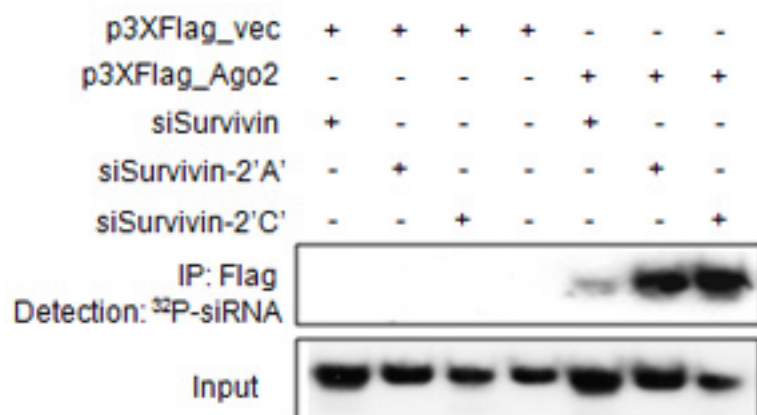 p3XFlag_vec + + + + - - -
p3XFlag_Ago2 - - - - + + +
siSurvivin + - - - + - -
siSurvivin-2'A' - + - - - + -
siSurvivin-2'C' - - + - - - +
IP: Flag
Detection: ³²P-siRNA
Input